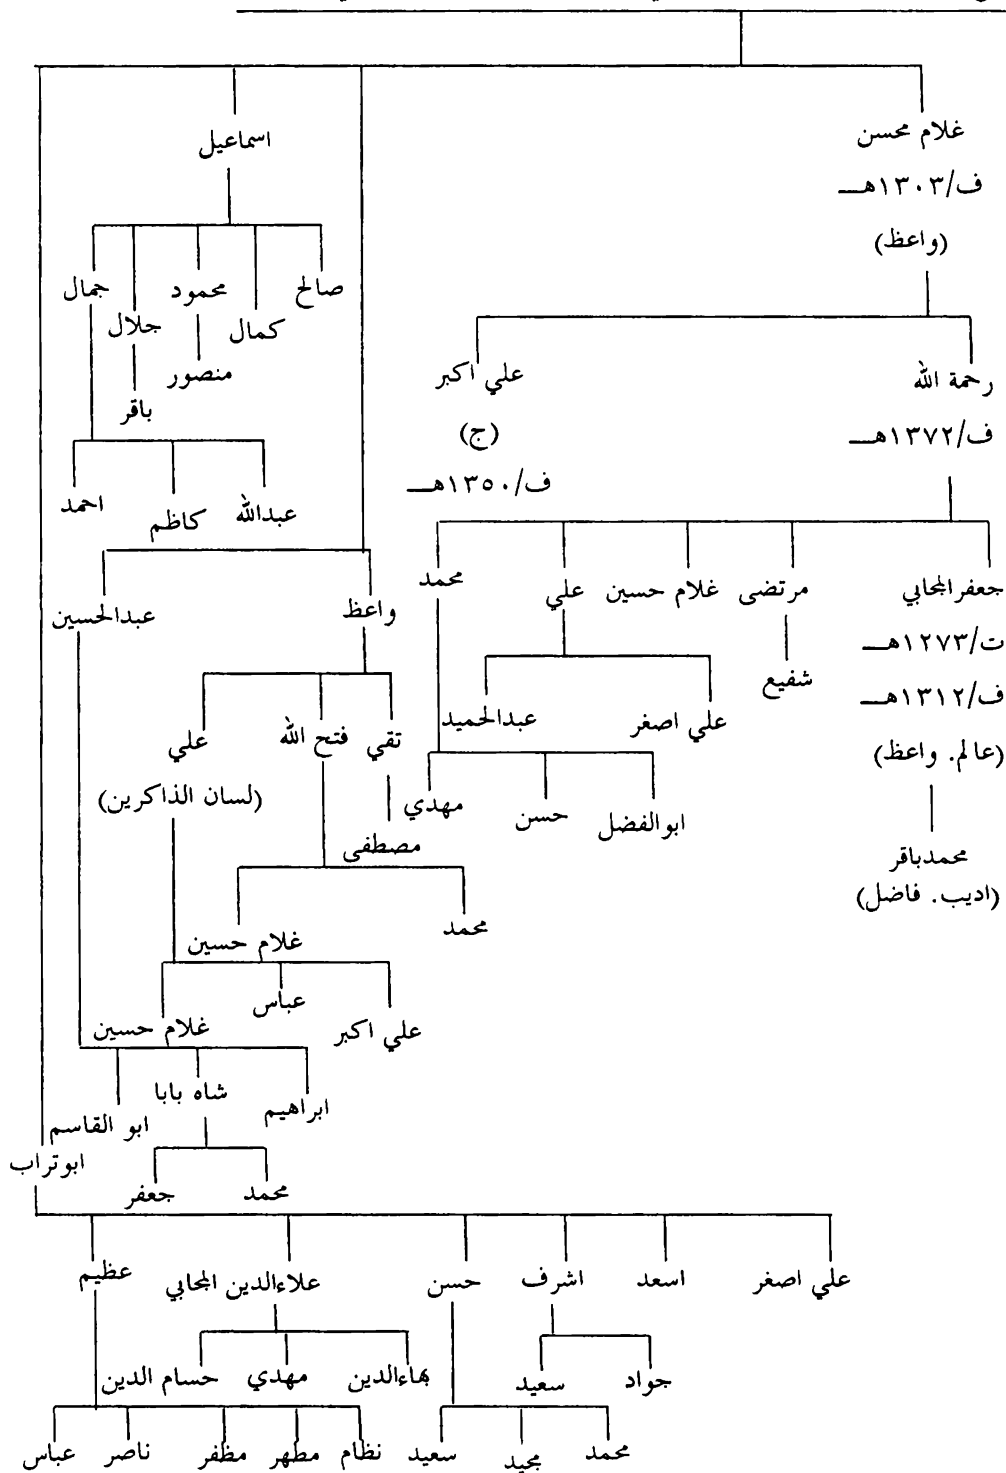 غلام محسن
اسماعيل
ف/١٣٠٣هـ
(واعظ)
صالح
محمود
جمال
كمال
جلال
منصور
باقر
رحمة الله
علي اكبر
ف/١٣٧٢هـ
(ج)
ف/١٣٥٠هـ
عبدالله
كاظم
احمد
جعفر المجابي
مرتضى
غلام حسين
علي
محمد
واعظ
عبدالحسين
ت/١٢٧٣هـ
شفيع
ف/١٣١٢هـ
علي اصغر
عبدالحميد
تقي
فتح الله
علي
(عالم. واعظ)
(لسان الذاكرين)
ابوالفضل
حسن
مهدي
مصطفى
محمدباقر
(اديب. فاضل)
محمد
غلام حسين
علي اكبر
عباس
غلام حسين
ابراهيم
شاه بابا
ابو القاسم
ابوتراب
محمد
جعفر
علي اصغر
اسعد
اشرف
حسن
علاءالدين المجابي
عظيم
جواد
سعيد
بهاءالدين
مهدي
حسام الدين
محمد
مجيد
سعيد
نظام
مطهر
مظفر
ناصر
عباس